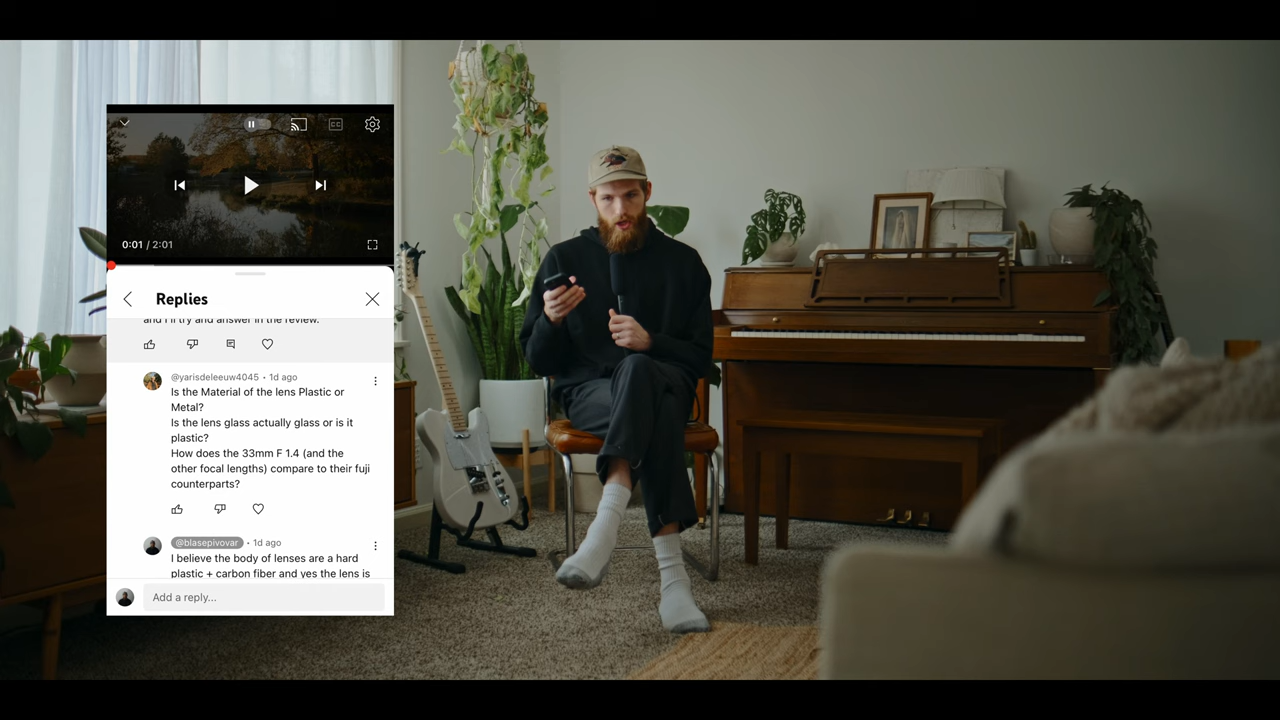 CC
0:01 / 2:01
Replies
and I'll try and answer in the review.
@yarisdeleeuw4045 • 1d ago
Is the Material of the lens Plastic or
Metal?
Is the lens glass actually glass or is it
plastic?
How does the 33mm F 1.4 (and the
other focal lengths) compare to their fuji
counterparts?
@blasepivovar • 1d ago
I believe the body of lenses are a hard
plastic + carbon fiber and yes the lens is
Add a reply...